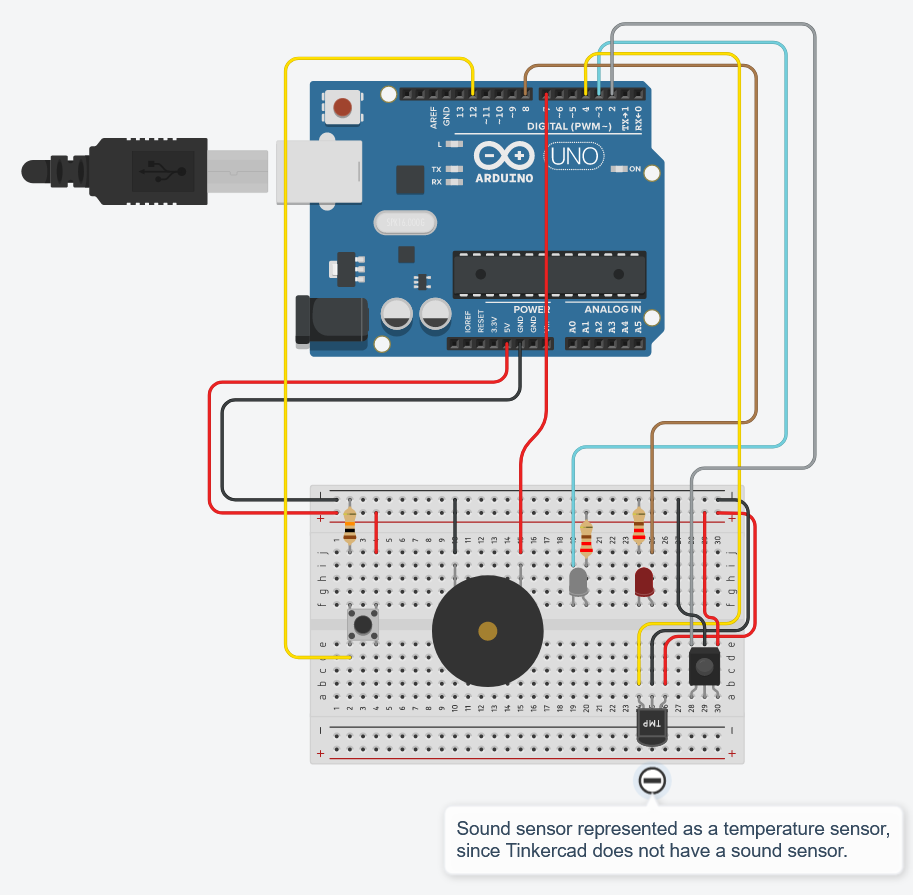 AREF
GND
13
12
~11
~10
~9
8
~6
~5
4
~3
2
TX→1
RX←0
DIGITAL (PWM~)
L
TX
RX
UNO
ARDUINO
ON
POWER
ANALOG IN
IOREF
RESET
3.3V
5V
GND
GND
A0
A1
A2
A3
A4
A5
TMP
Sound sensor represented as a temperature sensor,
since Tinkercad does not have a sound sensor.